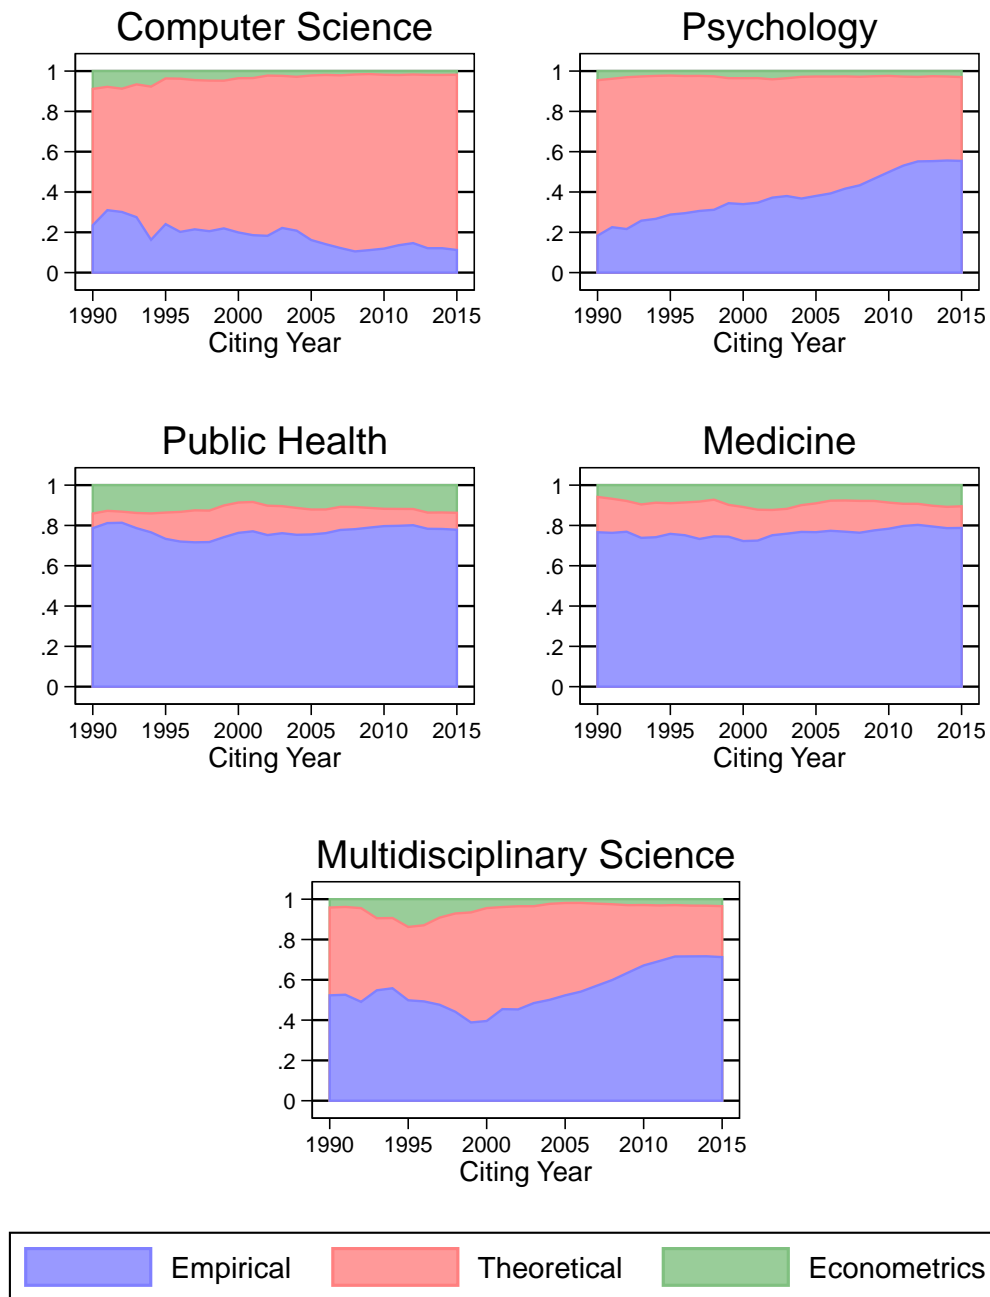 Computer Science
1
.8
.6
.4
.2
0
1990 1995 2000 2005 2010 2015
Citing Year
Psychology
1
.8
.6
.4
.2
0
1990 1995 2000 2005 2010 2015
Citing Year
Public Health
1
.8
.6
.4
.2
0
1990 1995 2000 2005 2010 2015
Citing Year
Medicine
1
.8
.6
.4
.2
0
1990 1995 2000 2005 2010 2015
Citing Year
Multidisciplinary Science
1
.8
.6
.4
.2
0
1990 1995 2000 2005 2010 2015
Citing Year
Empirical Theoretical Econometrics